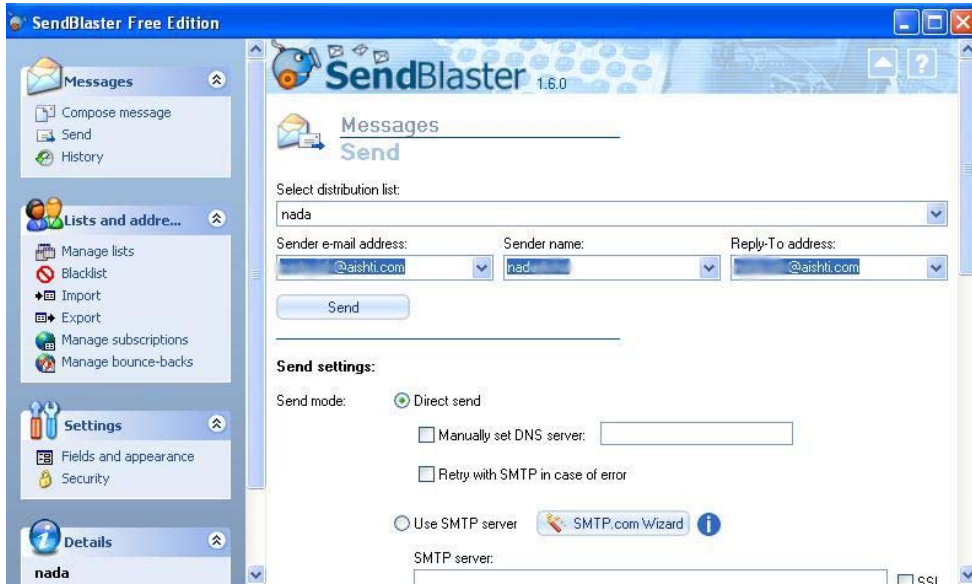 SendBlaster Free Edition
Messages
Compose message
Send
History
Lists and addre...
Manage lists
Blacklist
Import
Export
Manage subscriptions
Manage bounce-backs
Settings
Fields and appearance
Security
Details
nada
SendBlaster 1.6.0
?
Messages
Send
Select distribution list:
nada
Sender e-mail address: Sender name: Reply-To address:
@aishti.com nad @aishti.com
Send
Send settings:
Send mode: Direct send
Manually set DNS server:
Retry with SMTP in case of error
Use SMTP server SMTP.com Wizard i
SMTP server:
SSL